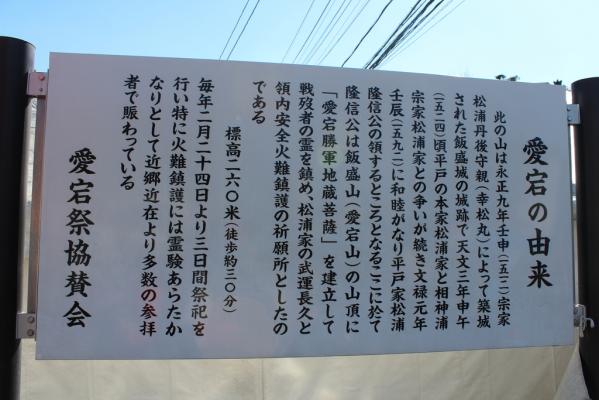 愛宕の由来
此の山は永正九年壬申(一五一二)宗家
松浦丹後守親(幸松丸)によって築城
された飯盛城の城跡で天文三年申午
(一五二四)頃平戸の本家松浦家と相神浦
宗家松浦家との争いが続き文禄元年
壬辰(一五九二)に和睦がなり平戸家松浦
隆信公の領するところとなるここに於て
隆信公は飯盛山(愛宕山)の山頂に
「愛宕勝軍地蔵菩薩」を建立して
戦歿者の霊を鎮め、松浦家の武運長久と
領内安全火難鎮護の祈願所としたの
である
標高二六〇米(徒歩約三〇分)
毎年二月二十四日より三日間祭祀を
行い特に火難鎮護には霊験あらたか
なりとして近郷近在より多数の参拝
者で賑わっている
愛宕祭協賛会